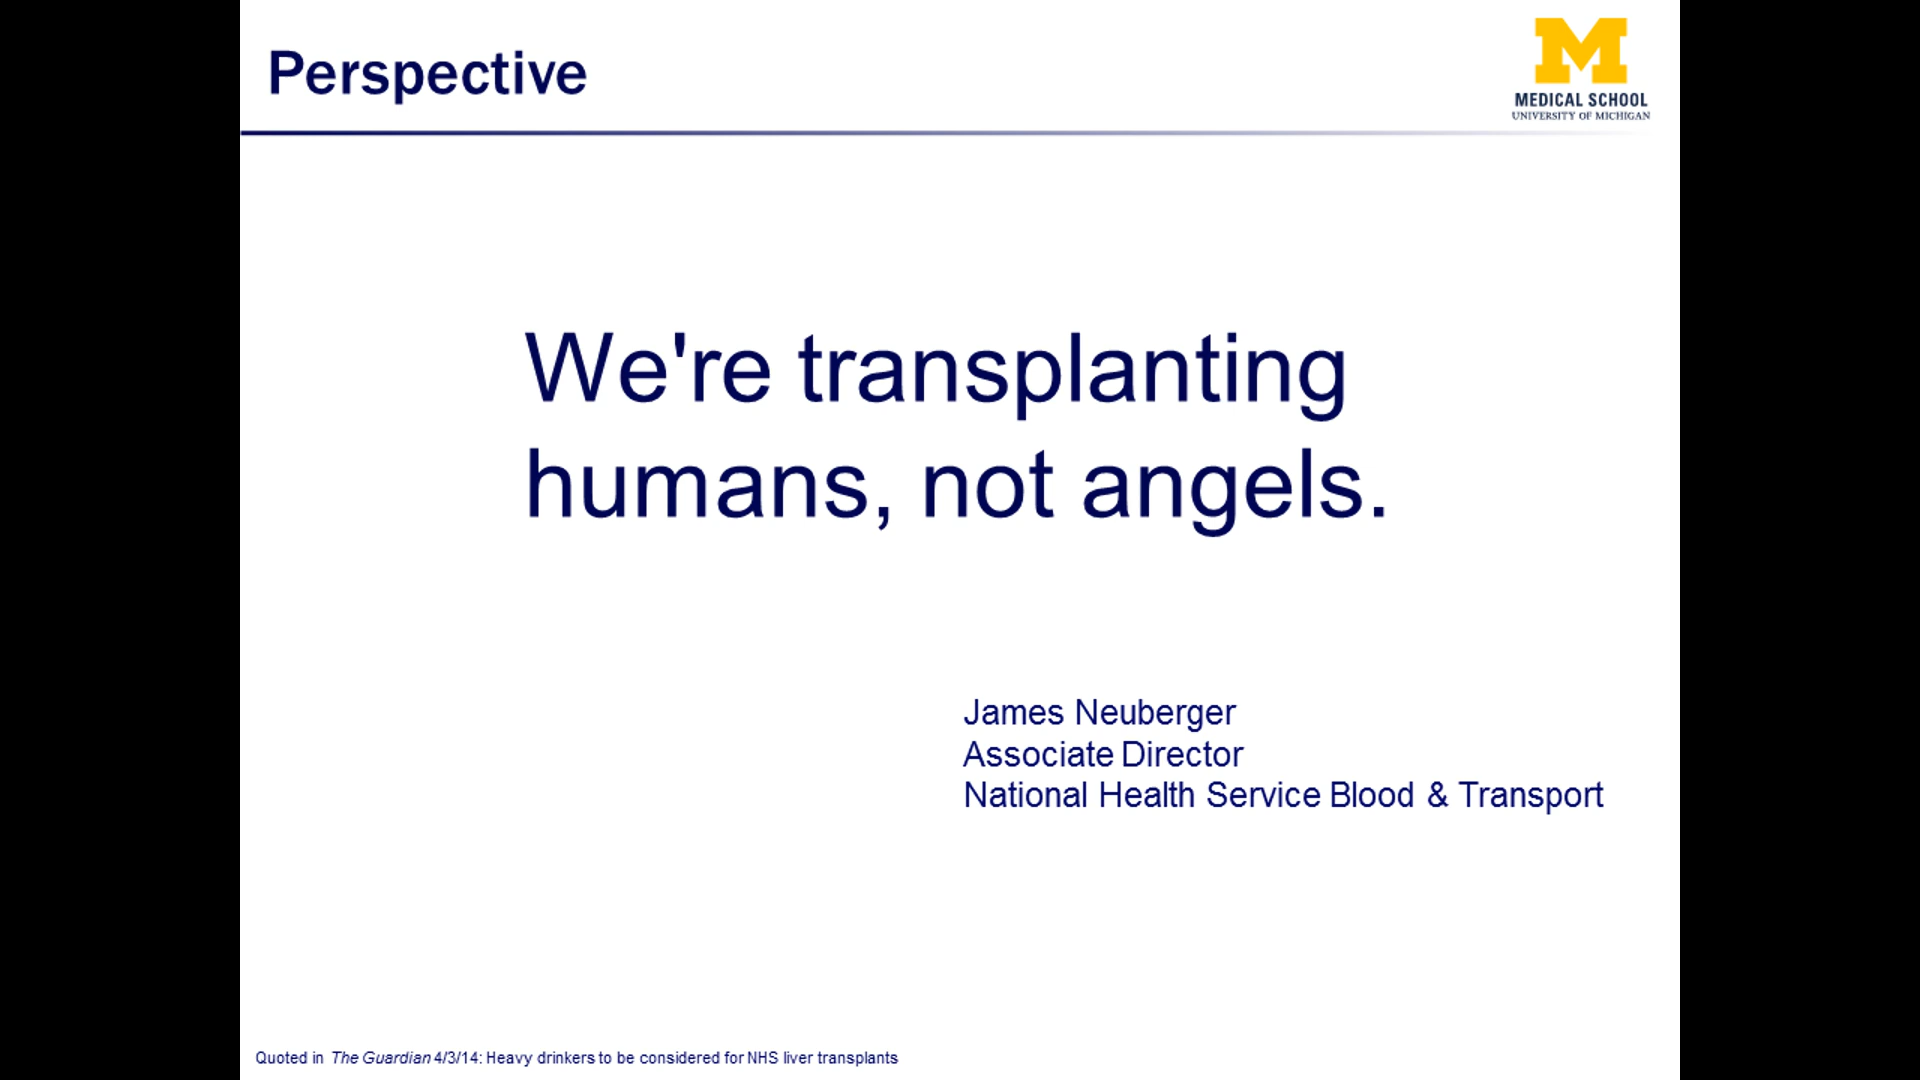 Perspective
M
MEDICAL SCHOOL
UNIVERSITY OF MICHIGAN
We're transplanting
humans, not angels.
James Neuberger
Associate Director
National Health Service Blood & Transport
Quoted in The Guardian 4/3/14: Heavy drinkers to be considered for NHS liver transplants